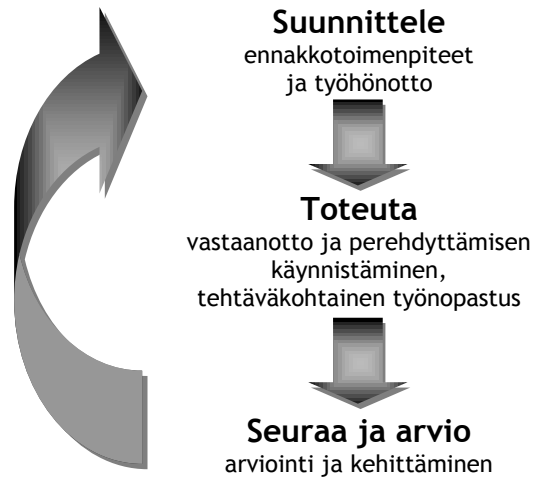 Suunnittele
ennakkotoimenpiteet
ja työhönotto
Toteuta
vastaanotto ja perehdyttämisen
käynnistäminen,
tehtäväkohtainen työnopastus
Seuraa ja arvio
arviointi ja kehittäminen